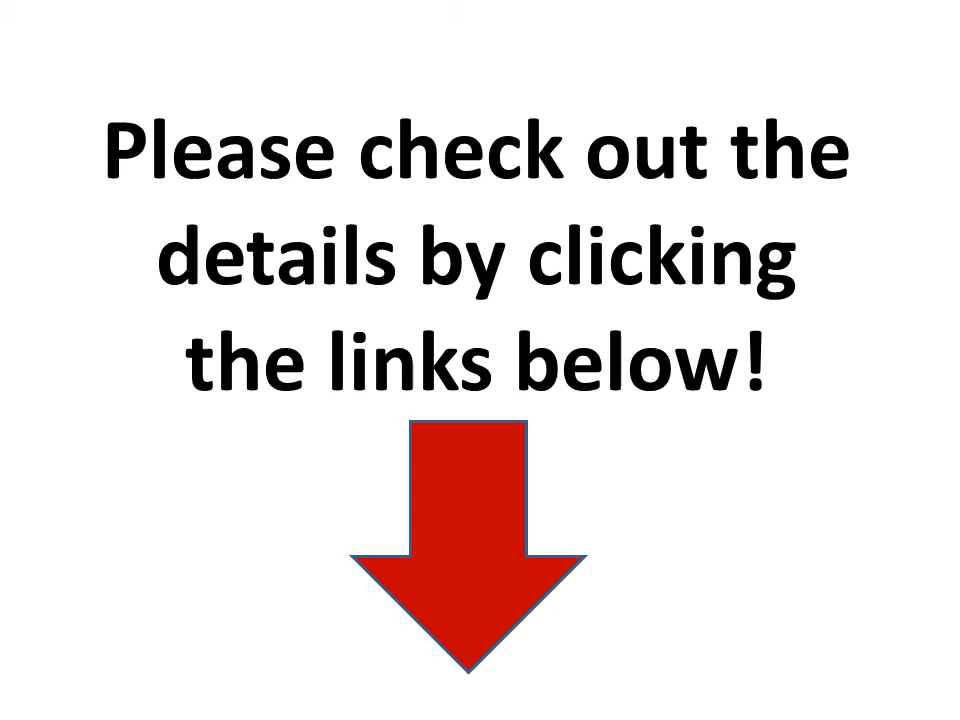 Please check out the
details by clicking
the links below!